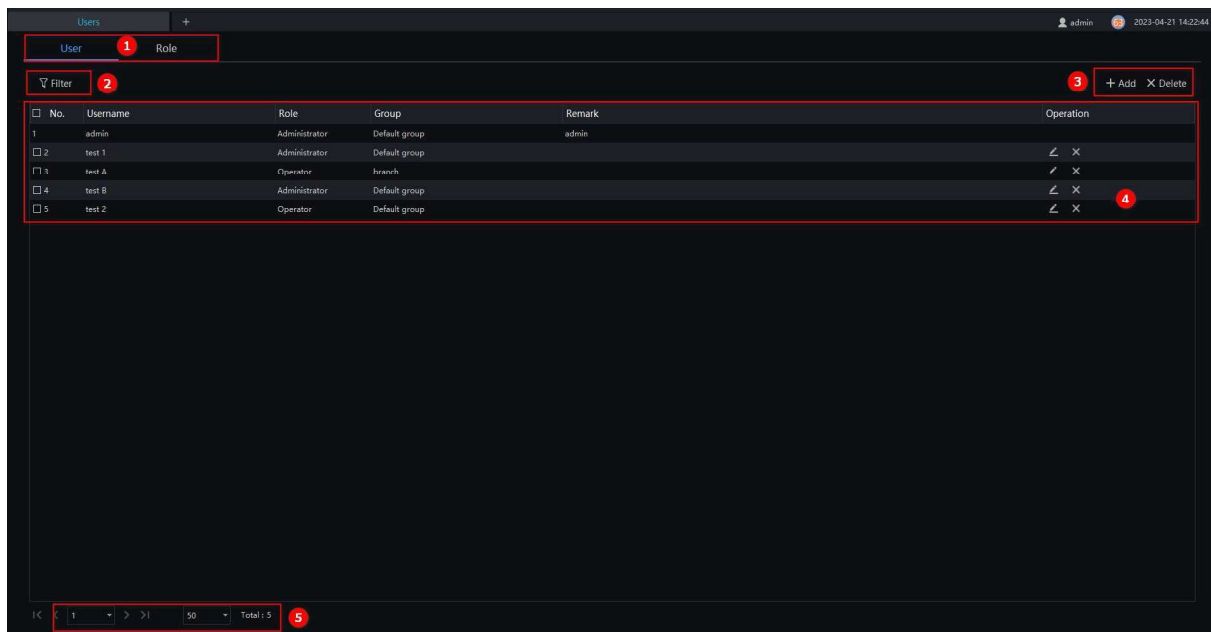 Users + admin 2023-04-21 14:22:44
User 1 Role
Filter 2 3 + Add × Delete
No. Username Role Group Remark Operation
1 admin Administrator Default group admin
2 test 1 Administrator Default group
3 test A Operator branch
4 test B Administrator Default group
5 test 2 Operator Default group
4
1 50 Total : 5 5